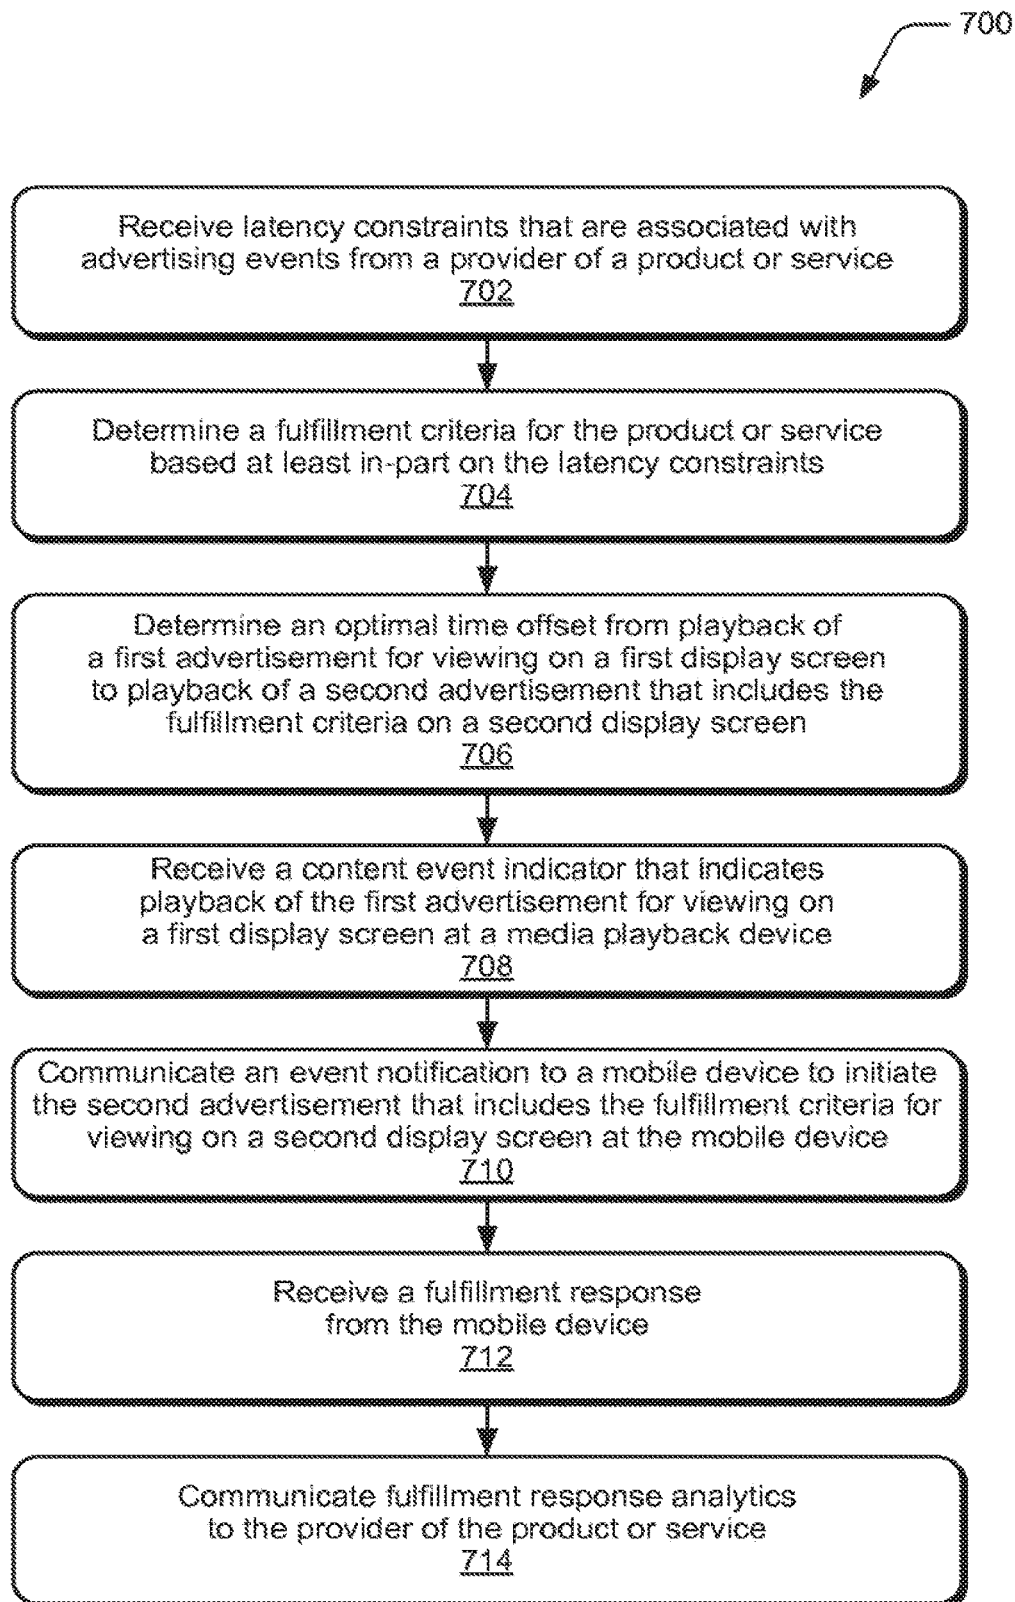 700
Receive latency constraints that are associated with
advertising events from a provider of a product or service
702
Determine a fulfillment criteria for the product or service
based at least in-part on the latency constraints
704
Determine an optimal time offset from playback of
a first advertisement for viewing on a first display screen
to playback of a second advertisement that includes the
fulfillment criteria on a second display screen
706
Receive a content event indicator that indicates
playback of the first advertisement for viewing on
a first display screen at a media playback device
708
Communicate an event notification to a mobile device to initiate
the second advertisement that includes the fulfillment criteria for
viewing on a second display screen at the mobile device
710
Receive a fulfillment response
from the mobile device
712
Communicate fulfillment response analytics
to the provider of the product or service
714